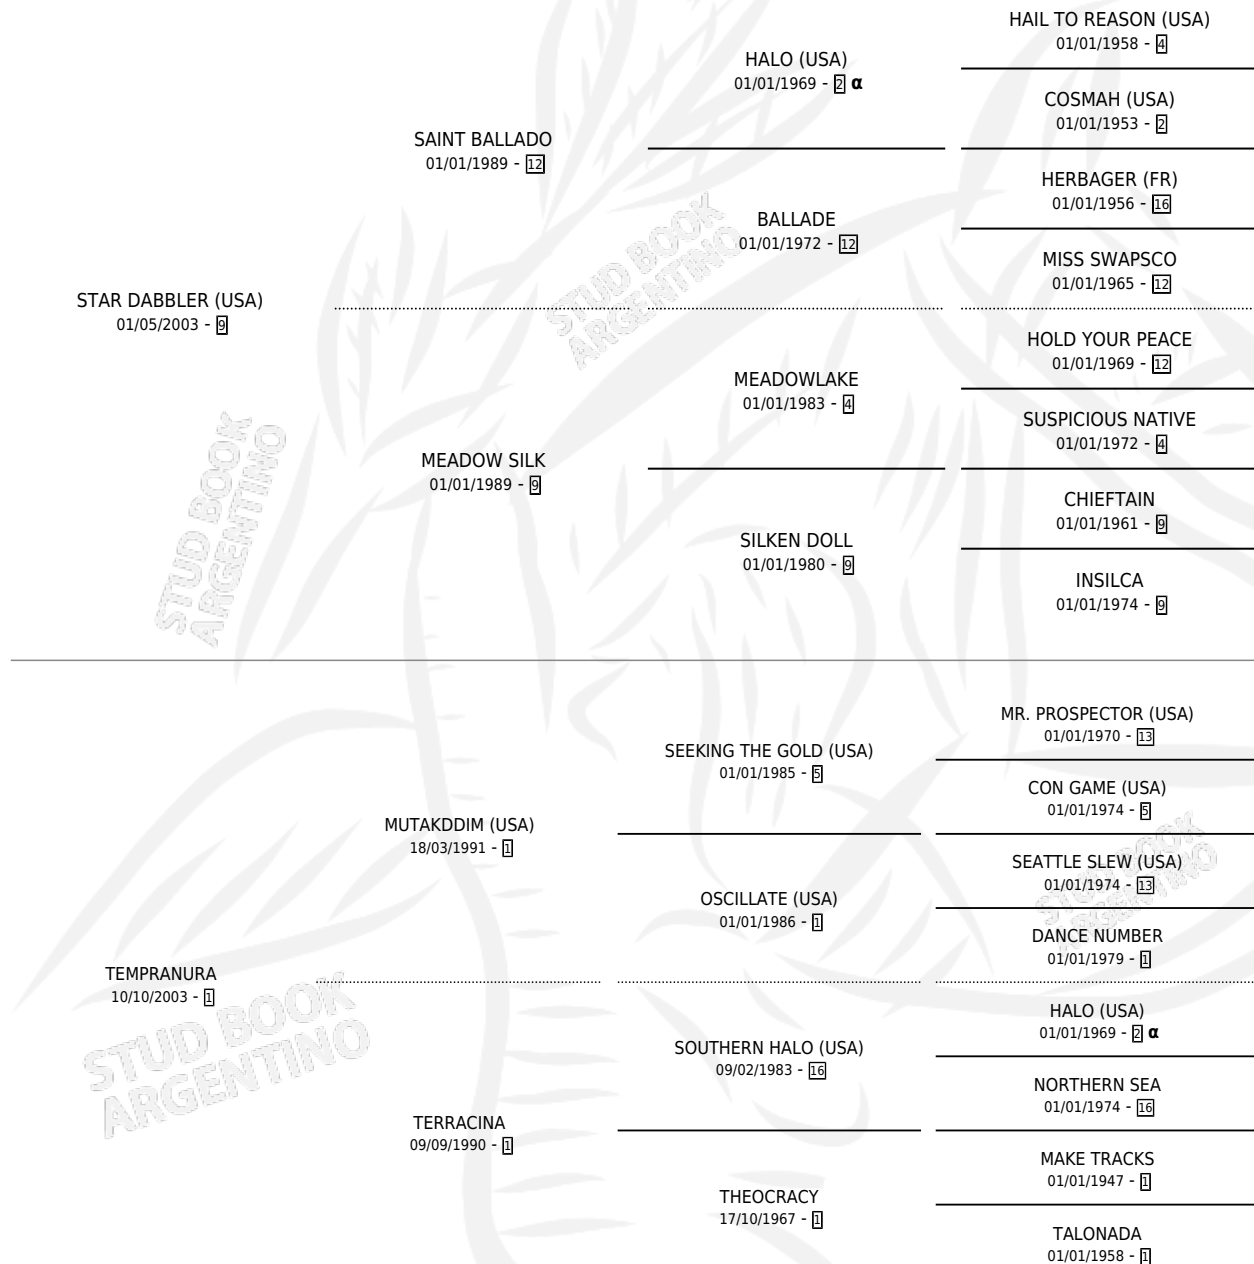 HAIL TO REASON (USA)
01/01/1958 - 4
HALO (USA)
01/01/1969 - 2 α
COSMAH (USA)
01/01/1953 - 2
SAINT BALLADO
01/01/1989 - 12
HERBAGER (FR)
01/01/1956 - 16
BALLADE
01/01/1972 - 12
MISS SWAPSCO
01/01/1965 - 12
STUD BOOK
ARGENTINO
STAR DABBLER (USA)
01/05/2003 - 9
HOLD YOUR PEACE
01/01/1969 - 12
MEADOWLAKE
01/01/1983 - 4
SUSPICIOUS NATIVE
01/01/1972 - 4
MEADOW SILK
01/01/1989 - 9
CHIEFTAIN
01/01/1961 - 9
SILKEN DOLL
01/01/1980 - 9
INSILCA
01/01/1974 - 9
STUD BOOK
ARGENTINO
MR. PROSPECTOR (USA)
01/01/1970 - 13
SEEKING THE GOLD (USA)
01/01/1985 - 5
CON GAME (USA)
01/01/1974 - 5
MUTAKDDIM (USA)
18/03/1991 - 1
SEATTLE SLEW (USA)
01/01/1974 - 13
STUD BOOK
ARGENTINO
OSCILLATE (USA)
01/01/1986 - 1
DANCE NUMBER
01/01/1979 - 1
TEMPRANURA
10/10/2003 - 1
HALO (USA)
01/01/1969 - 2 α
SOUTHERN HALO (USA)
09/02/1983 - 16
NORTHERN SEA
01/01/1974 - 16
STUD BOOK
ARGENTINO
TERRACINA
09/09/1990 - 1
MAKE TRACKS
01/01/1947 - 1
THEOCRACY
17/10/1967 - 1
TALONADA
01/01/1958 - 1